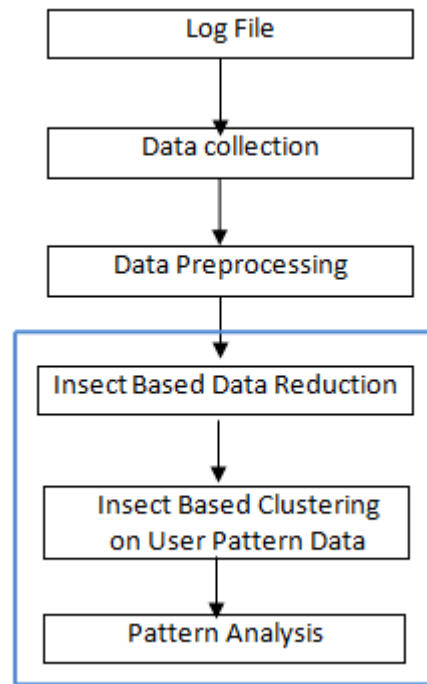 Log File
Data collection
Data Preprocessing
Insect Based Data Reduction
Insect Based Clustering
on User Pattern Data
Pattern Analysis